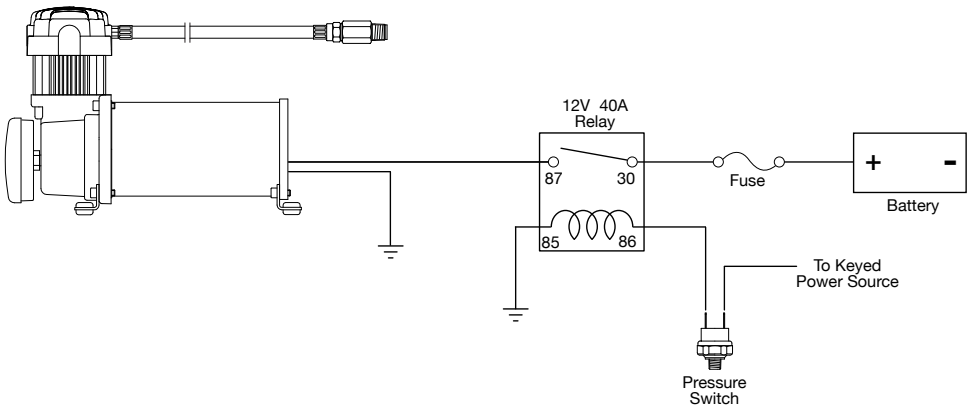 12V 40A
Relay
87
30
Fuse
+
-
Battery
85
86
To Keyed
Power Source
Pressure
Switch